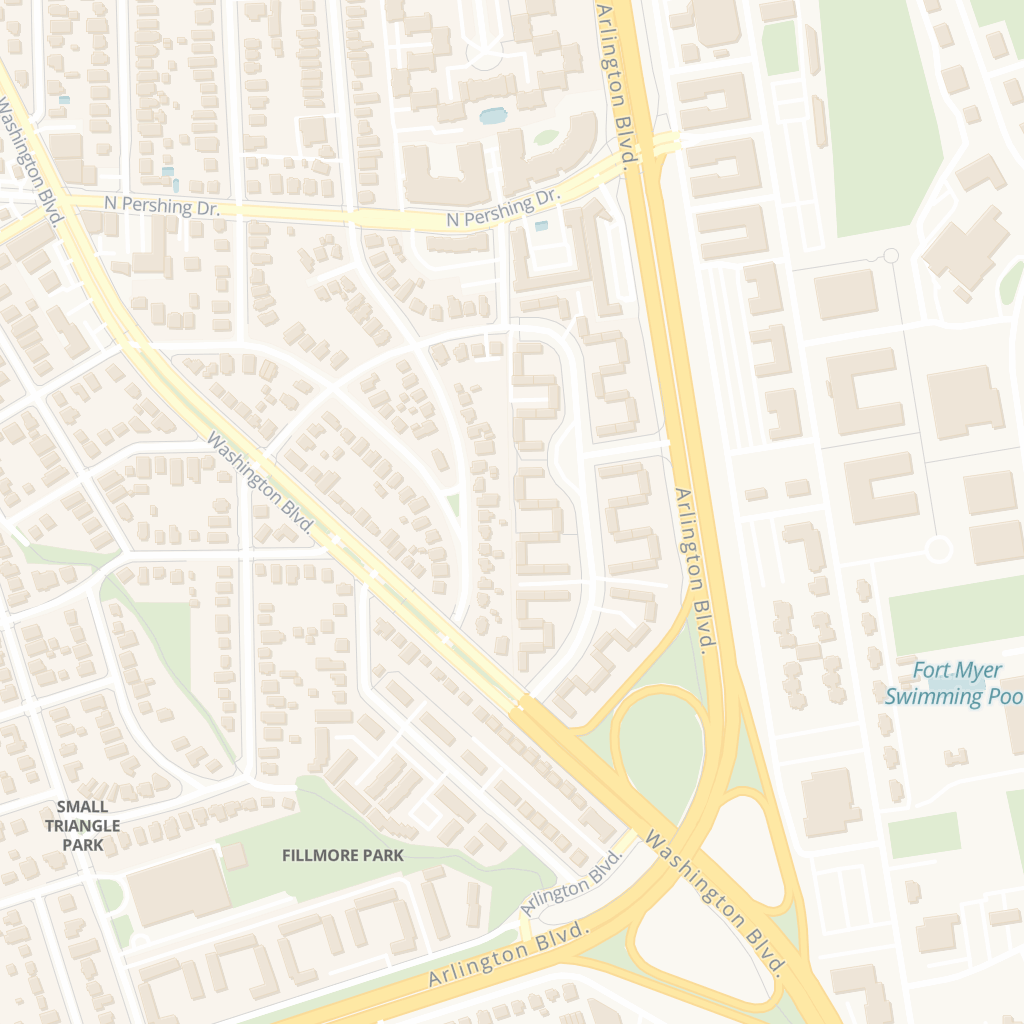 Arlington Blvd.
Washington Blvd.
N Pershing Dr.
N Pershing Dr.
Washington Blvd.
Arlington Blvd.
Fort Myer
Swimming Poo
SMALL
TRIANGLE
PARK
FILLMORE PARK
Arlington Blvd.
Washington Blvd.
Arlington Blvd.